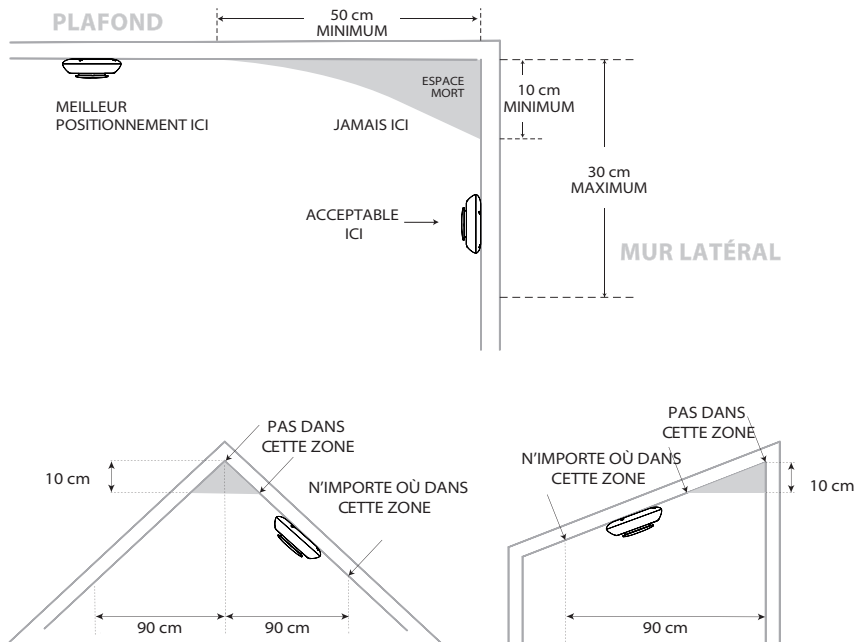 PLAFOND
50 cm
MINIMUM
ESPACE
MORT
10 cm
MINIMUM
MEILLEUR
POSITIONNEMENT ICI
JAMAIS ICI
30 cm
MAXIMUM
ACCEPTABLE
ICI
MUR LATÉRAL
PAS DANS
CETTE ZONE
10 cm
N’IMPORTE OÙ DANS
CETTE ZONE
90 cm
90 cm
PAS DANS
CETTE ZONE
N’IMPORTE OÙ DANS
CETTE ZONE
10 cm
90 cm